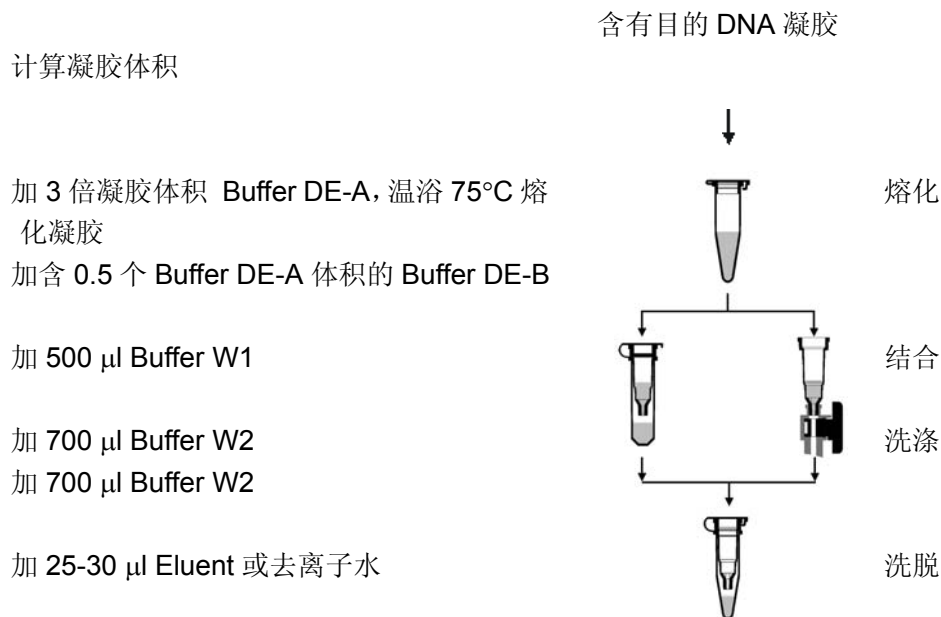 含有目的 DNA 凝胶
计算凝胶体积
加 3 倍凝胶体积 Buffer DE-A，温浴 75°C 熔
化凝胶
熔化
加含 0.5 个 Buffer DE-A 体积的 Buffer DE-B
加 500 μl Buffer W1
结合
加 700 μl Buffer W2
洗涤
加 700 μl Buffer W2
加 25-30 μl Eluent 或去离子水
洗脱